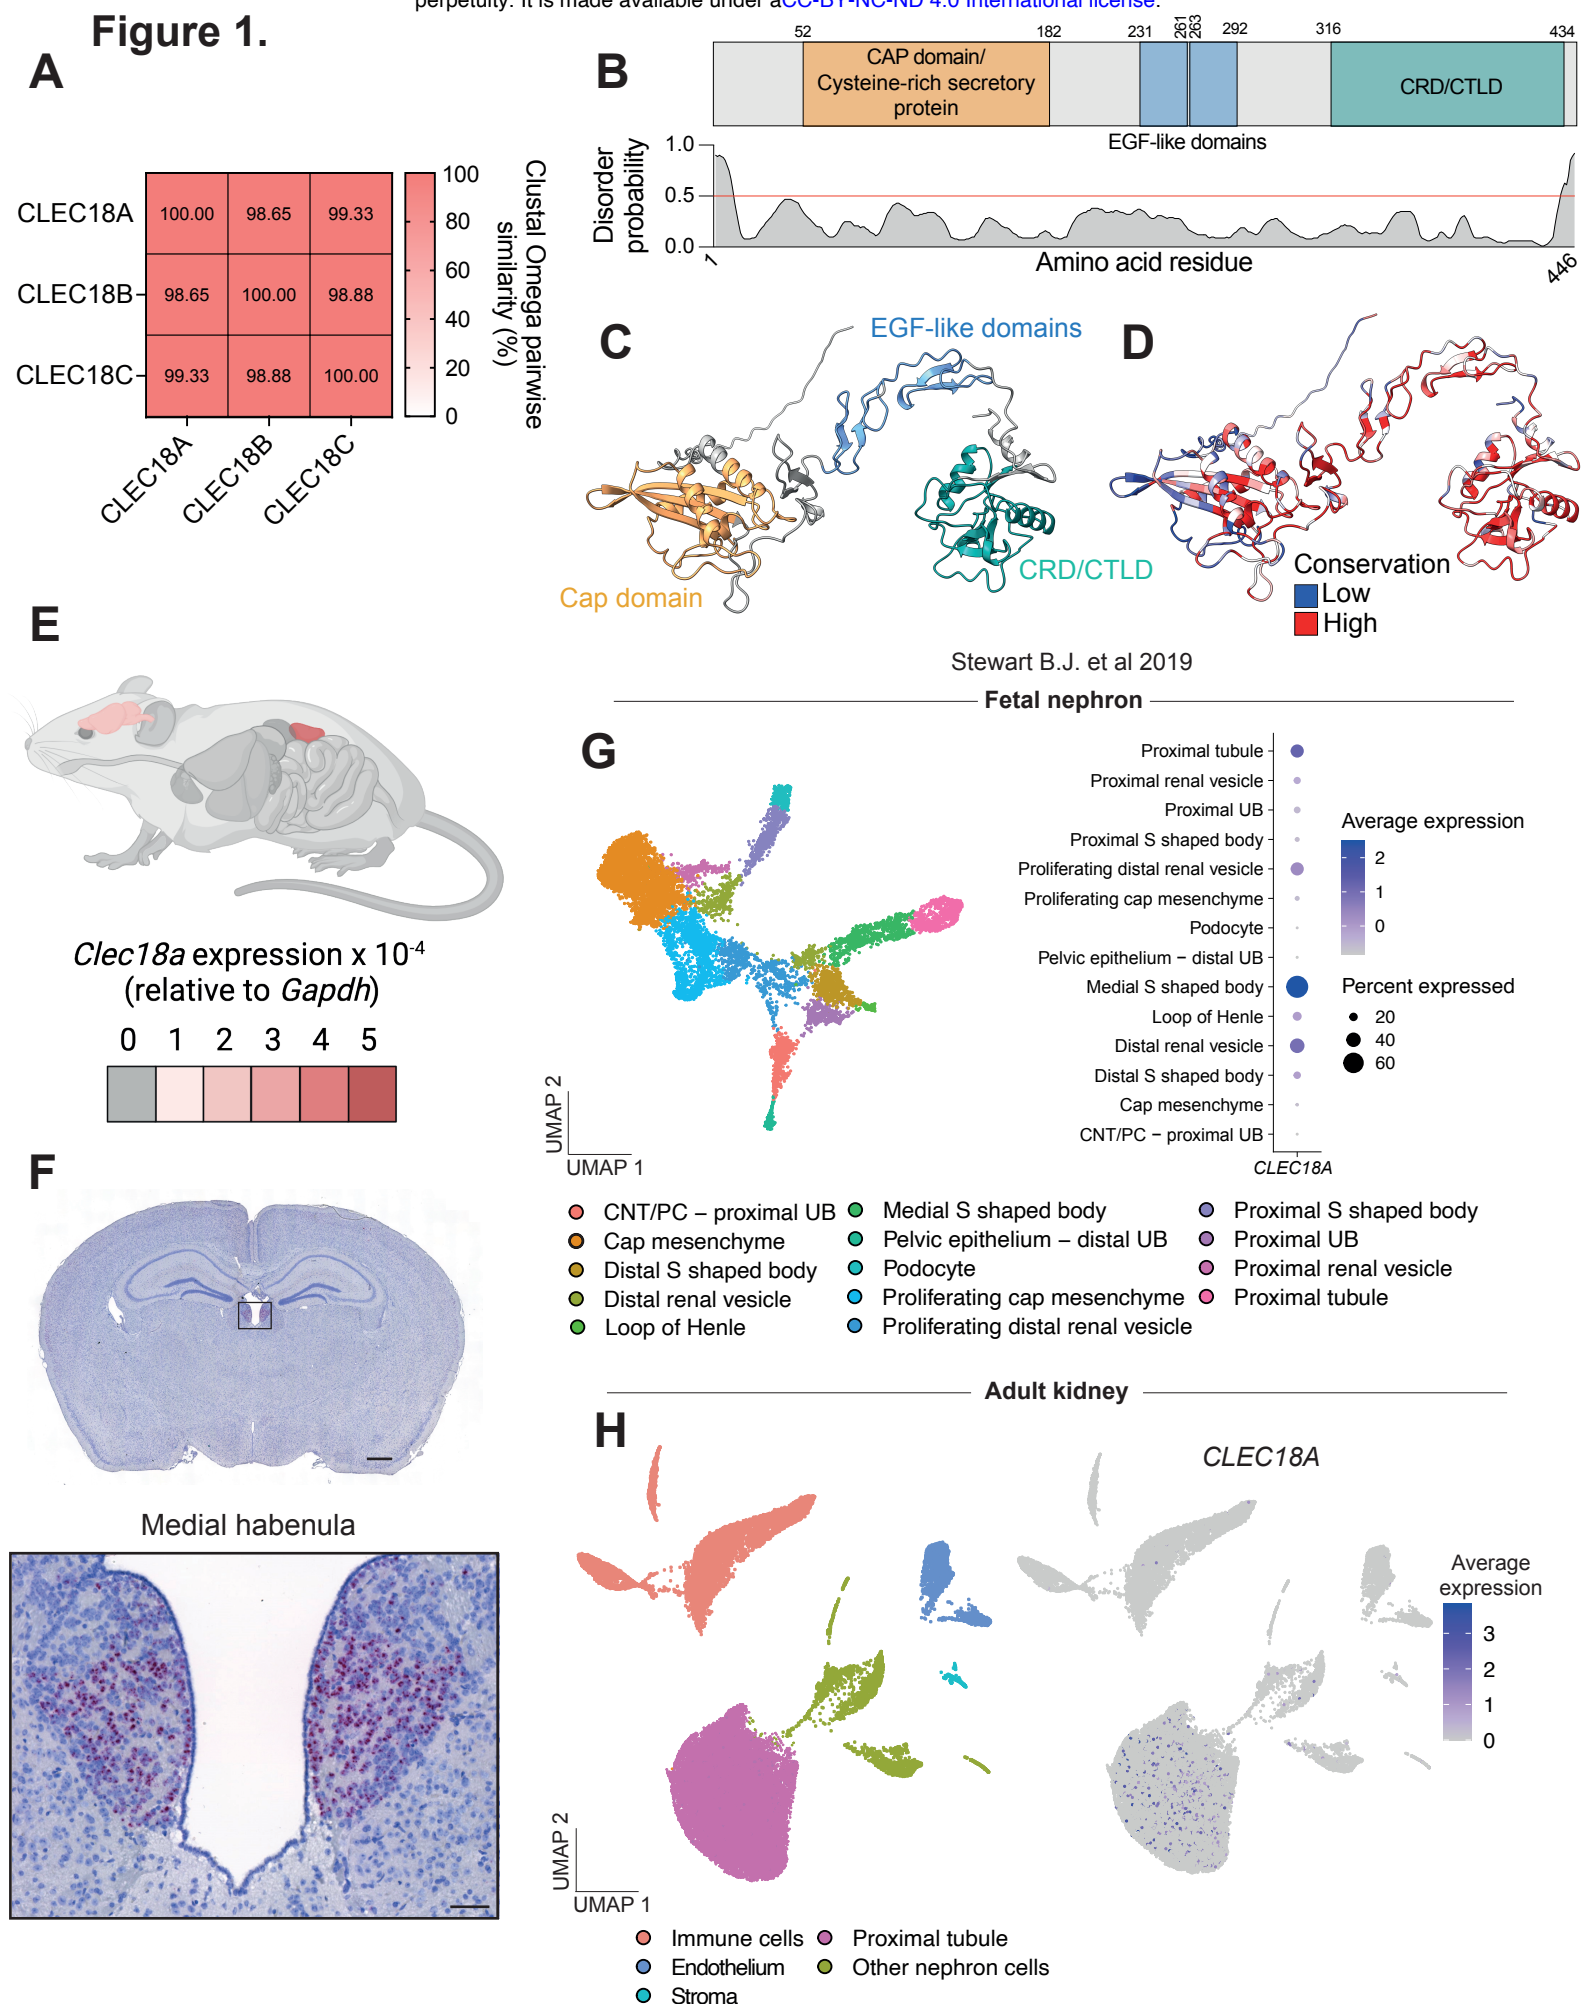 perpetuity. It is made available under aCC-BY-NC-ND 4.0 International license.
Figure 1.
A
CLEC18A
CLEC18B
CLEC18C
100.00 98.65 99.33
98.65 100.00 98.88
99.33 98.88 100.00
CLEC18A
CLEC18B
CLEC18C
100
80
60
40
20
0
Clustal Omega pairwise
similarity (%)
B
52 182 231 261 263 292 316 434
CAP domain/
Cysteine-rich secretory
protein
CRD/CTLD
EGF-like domains
Disorder
probability
1.0
0.5
0.0
1
Amino acid residue
446
C
EGF-like domains
Cap domain
CRD/CTLD
D
Conservation
Low
High
E
Clec18a expression x 10-4
(relative to Gapdh)
0 1 2 3 4 5
F
Medial habenula
Stewart B.J. et al 2019
Fetal nephron
G
UMAP 2
UMAP 1
Proximal tubule
Proximal renal vesicle
Proximal UB
Proximal S shaped body
Proliferating distal renal vesicle
Proliferating cap mesenchyme
Podocyte
Pelvic epithelium – distal UB
Medial S shaped body
Loop of Henle
Distal renal vesicle
Distal S shaped body
Cap mesenchyme
CNT/PC – proximal UB
CLEC18A
Average expression
2
1
0
Percent expressed
20
40
60
CNT/PC – proximal UB
Cap mesenchyme
Distal S shaped body
Distal renal vesicle
Loop of Henle
Medial S shaped body
Pelvic epithelium – distal UB
Podocyte
Proliferating cap mesenchyme
Proliferating distal renal vesicle
Proximal S shaped body
Proximal UB
Proximal renal vesicle
Proximal tubule
Adult kidney
H
CLEC18A
Average
expression
3
2
1
0
UMAP 2
UMAP 1
Immune cells
Endothelium
Stroma
Proximal tubule
Other nephron cells